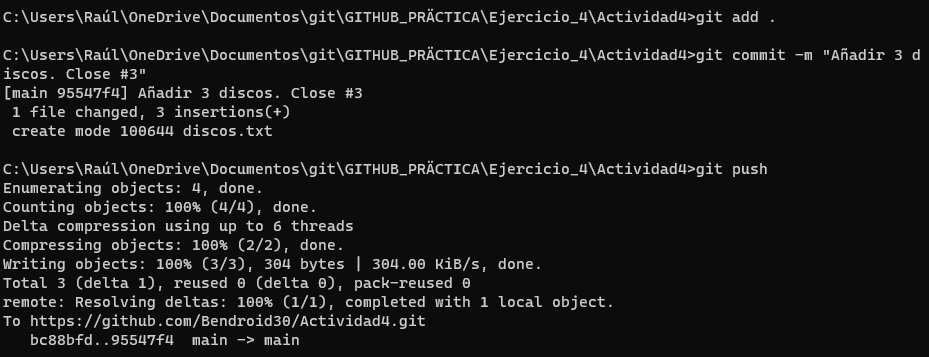 C:\Users\Raúl\OneDrive\Documentos\git\GITHUB_PRÄCTICA\Ejercicio_4\Actividad4>git add .
C:\Users\Raúl\OneDrive\Documentos\git\GITHUB_PRÄCTICA\Ejercicio_4\Actividad4>git commit -m "Añadir 3 d
iscos. Close #3"
[main 95547f4] Añadir 3 discos. Close #3
 1 file changed, 3 insertions(+)
 create mode 100644 discos.txt
C:\Users\Raúl\OneDrive\Documentos\git\GITHUB_PRÄCTICA\Ejercicio_4\Actividad4>git push
Enumerating objects: 4, done.
Counting objects: 100% (4/4), done.
Delta compression using up to 6 threads
Compressing objects: 100% (2/2), done.
Writing objects: 100% (3/3), 304 bytes | 304.00 KiB/s, done.
Total 3 (delta 1), reused 0 (delta 0), pack-reused 0
remote: Resolving deltas: 100% (1/1), completed with 1 local object.
To https://github.com/Bendroid30/Actividad4.git
   bc88bfd..95547f4  main -> main